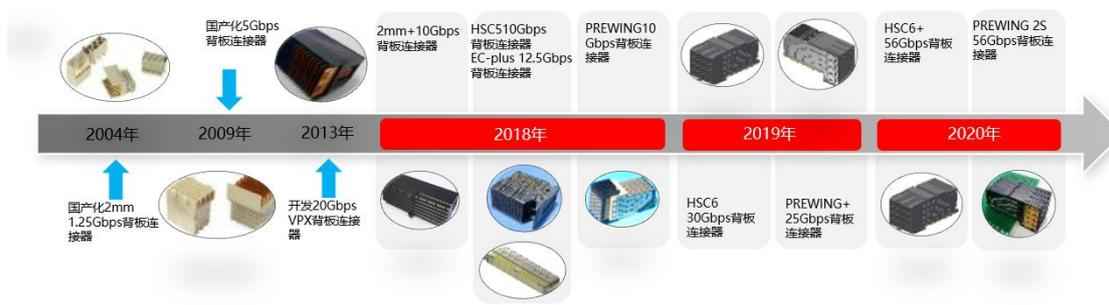 国产化5Gbps
背板连接器
2mm+10Gbps
背板连接器
HSC510Gbps
背板连接器
EC-plus 12.5Gbps
背板连接器
PREWING10
Gbps背板连
接器
HSC6+
56Gbps背板
连接器
PREWING 2S
56Gbps背板连
接器
2004年
2009年
2013年
2018年
2019年
2020年
国产化2mm
1.25Gbps背板连
接器
开发20Gbps
VPX背板连接
器
HSC6
30Gbps背板
连接器
PREWING+
25Gbps背板
连接器